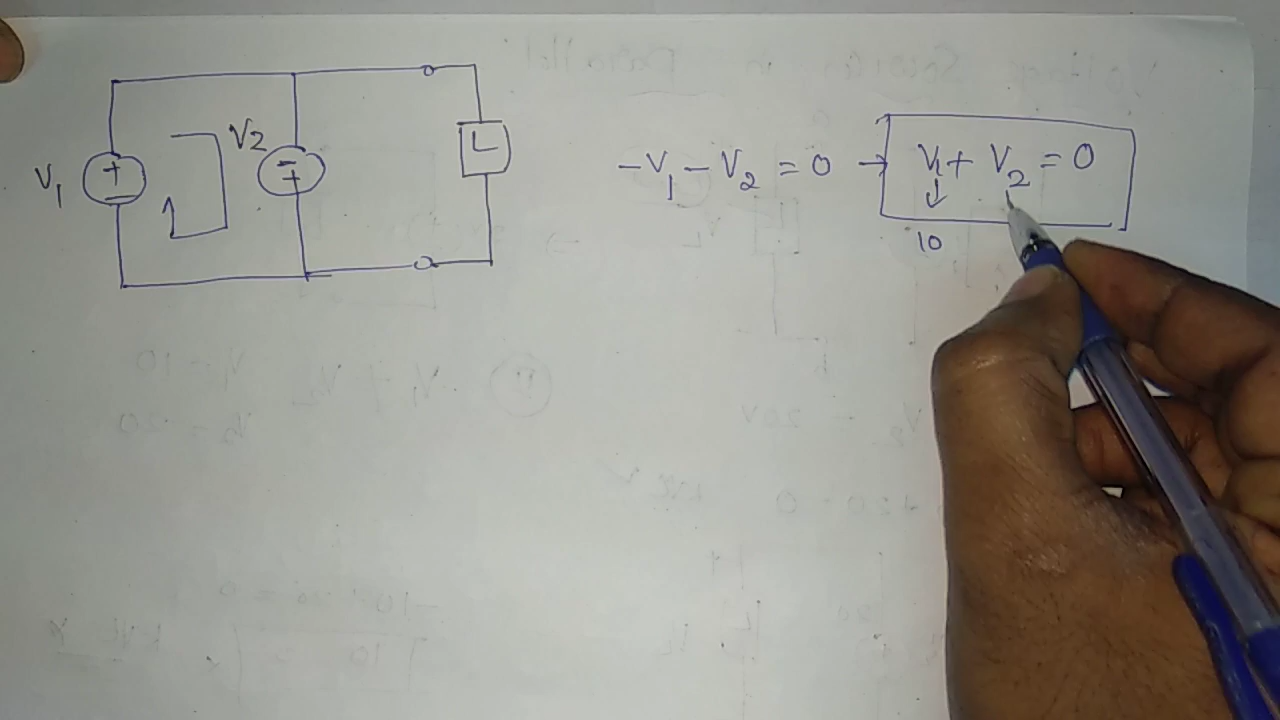 V1
V2
+
-
-
+
L
-V1 - V2 = 0 → V1 + V2 = 0
↓
10